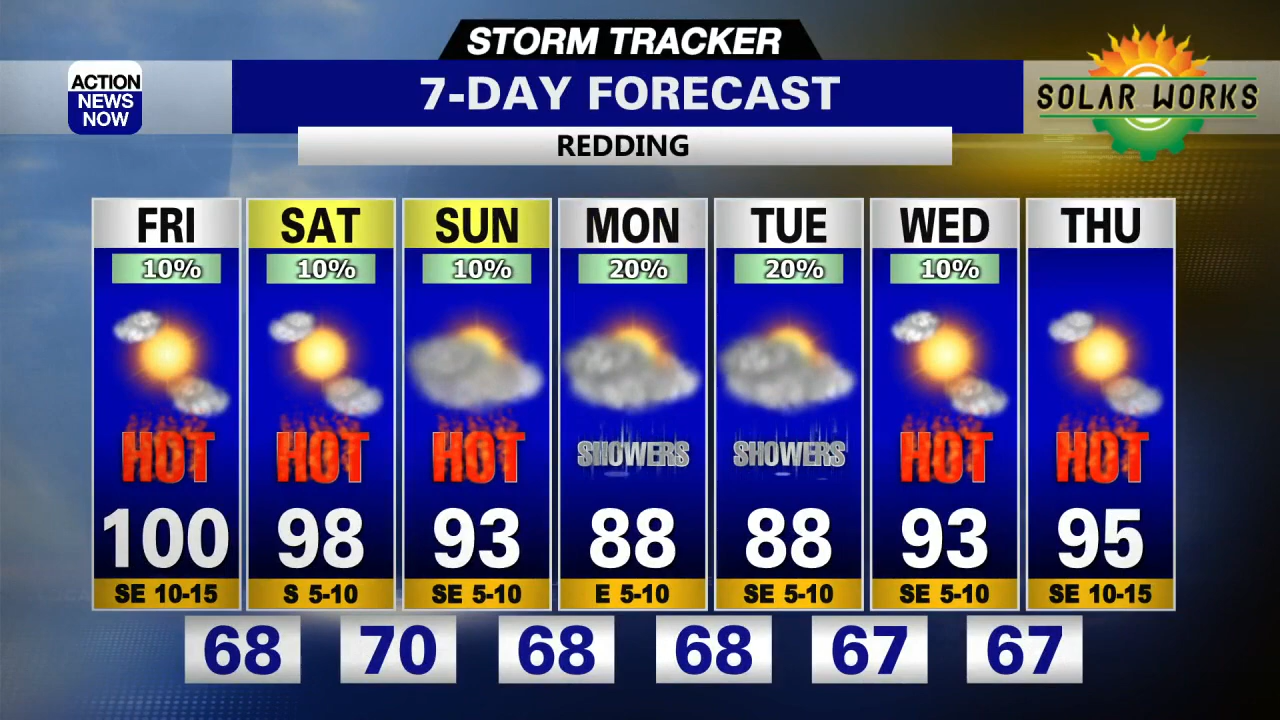 STORM TRACKER
ACTION
NEWS
NOW
7-DAY FORECAST
SOLAR WORKS
REDDING
FRI SAT SUN MON TUE WED THU
10% 10% 10% 20% 20% 10%
HOT HOT HOT SHOWERS SHOWERS HOT HOT
100 98 93 88 88 93 95
SE 10-15 S 5-10 SE 5-10 E 5-10 SE 5-10 SE 5-10 SE 10-15
68 70 68 68 67 67